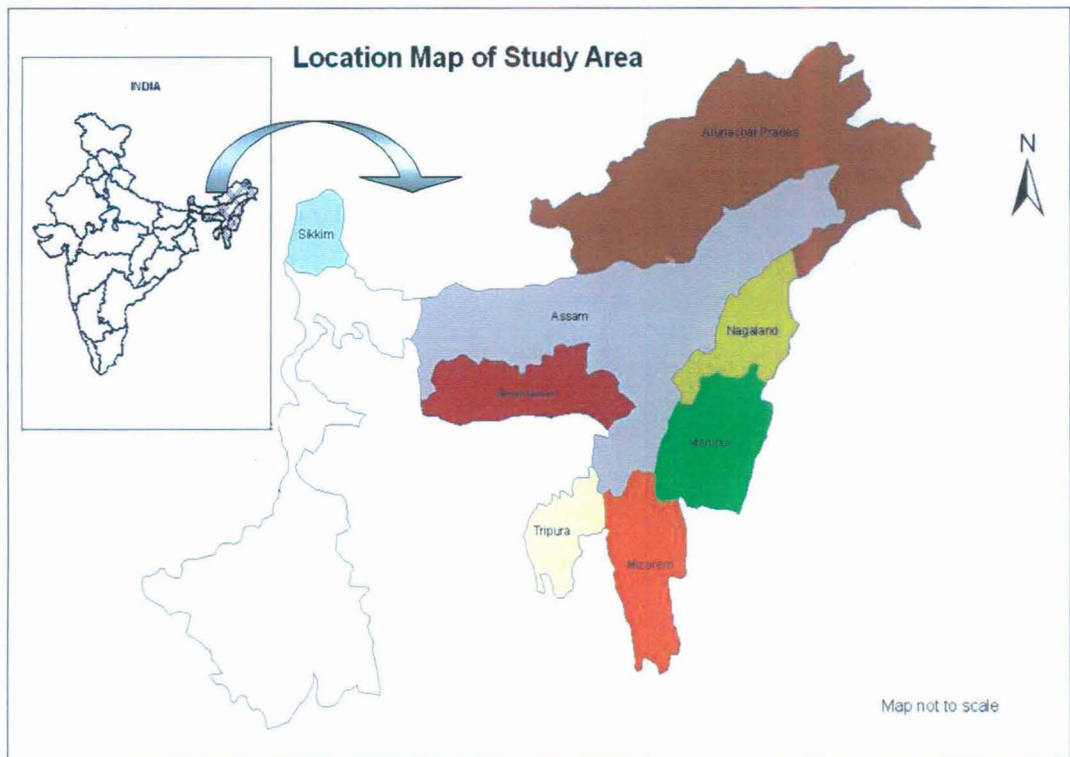 Location Map of Study Area
INDIA
N
Arunachal Prades
Sikkim
Assam
Nagaland
Manipur
Tripura
Mizoram
Map not to scale